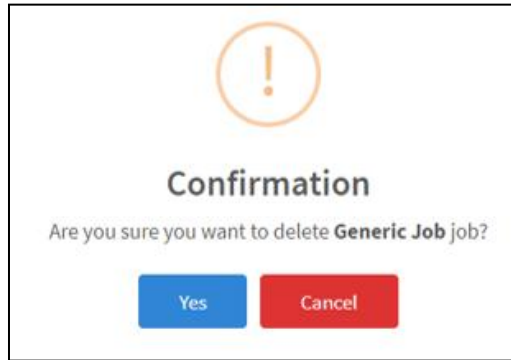 !
Confirmation
Are you sure you want to delete Generic Job job?
Yes
Cancel